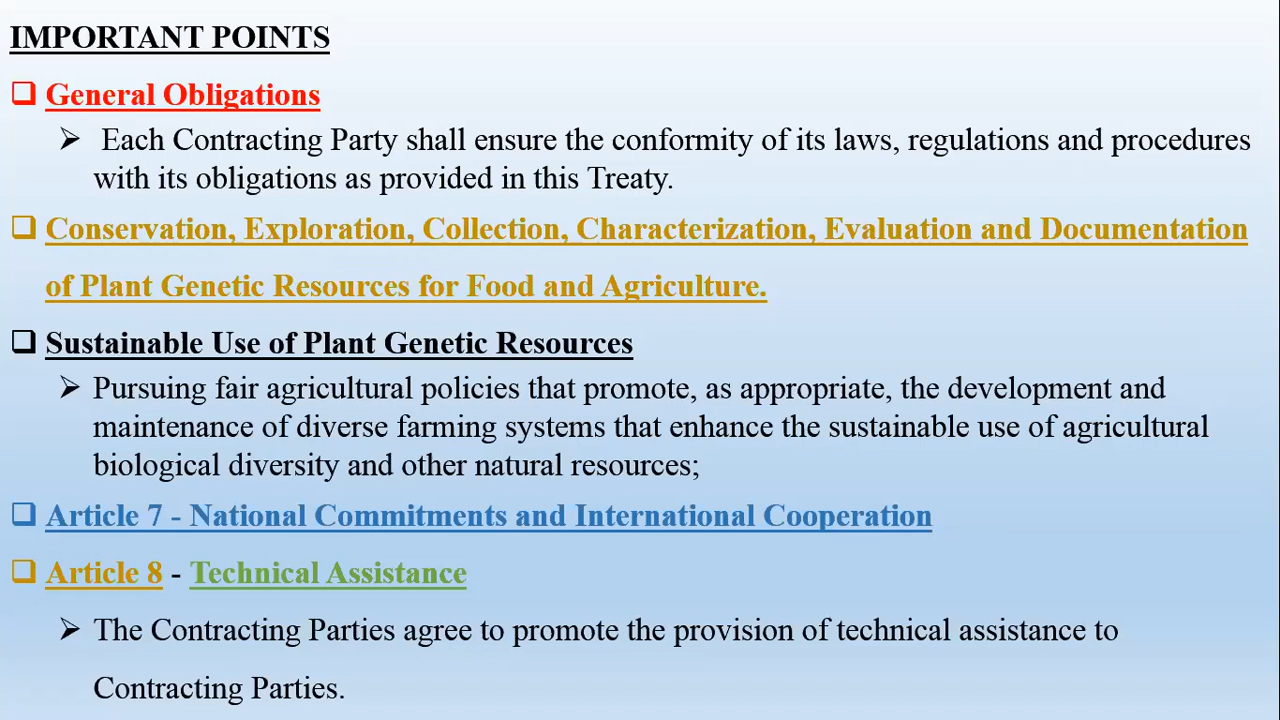 IMPORTANT POINTS
General Obligations
Each Contracting Party shall ensure the conformity of its laws, regulations and procedures
with its obligations as provided in this Treaty.
Conservation, Exploration, Collection, Characterization, Evaluation and Documentation
of Plant Genetic Resources for Food and Agriculture.
Sustainable Use of Plant Genetic Resources
Pursuing fair agricultural policies that promote, as appropriate, the development and
maintenance of diverse farming systems that enhance the sustainable use of agricultural
biological diversity and other natural resources;
Article 7 - National Commitments and International Cooperation
Article 8 - Technical Assistance
The Contracting Parties agree to promote the provision of technical assistance to
Contracting Parties.